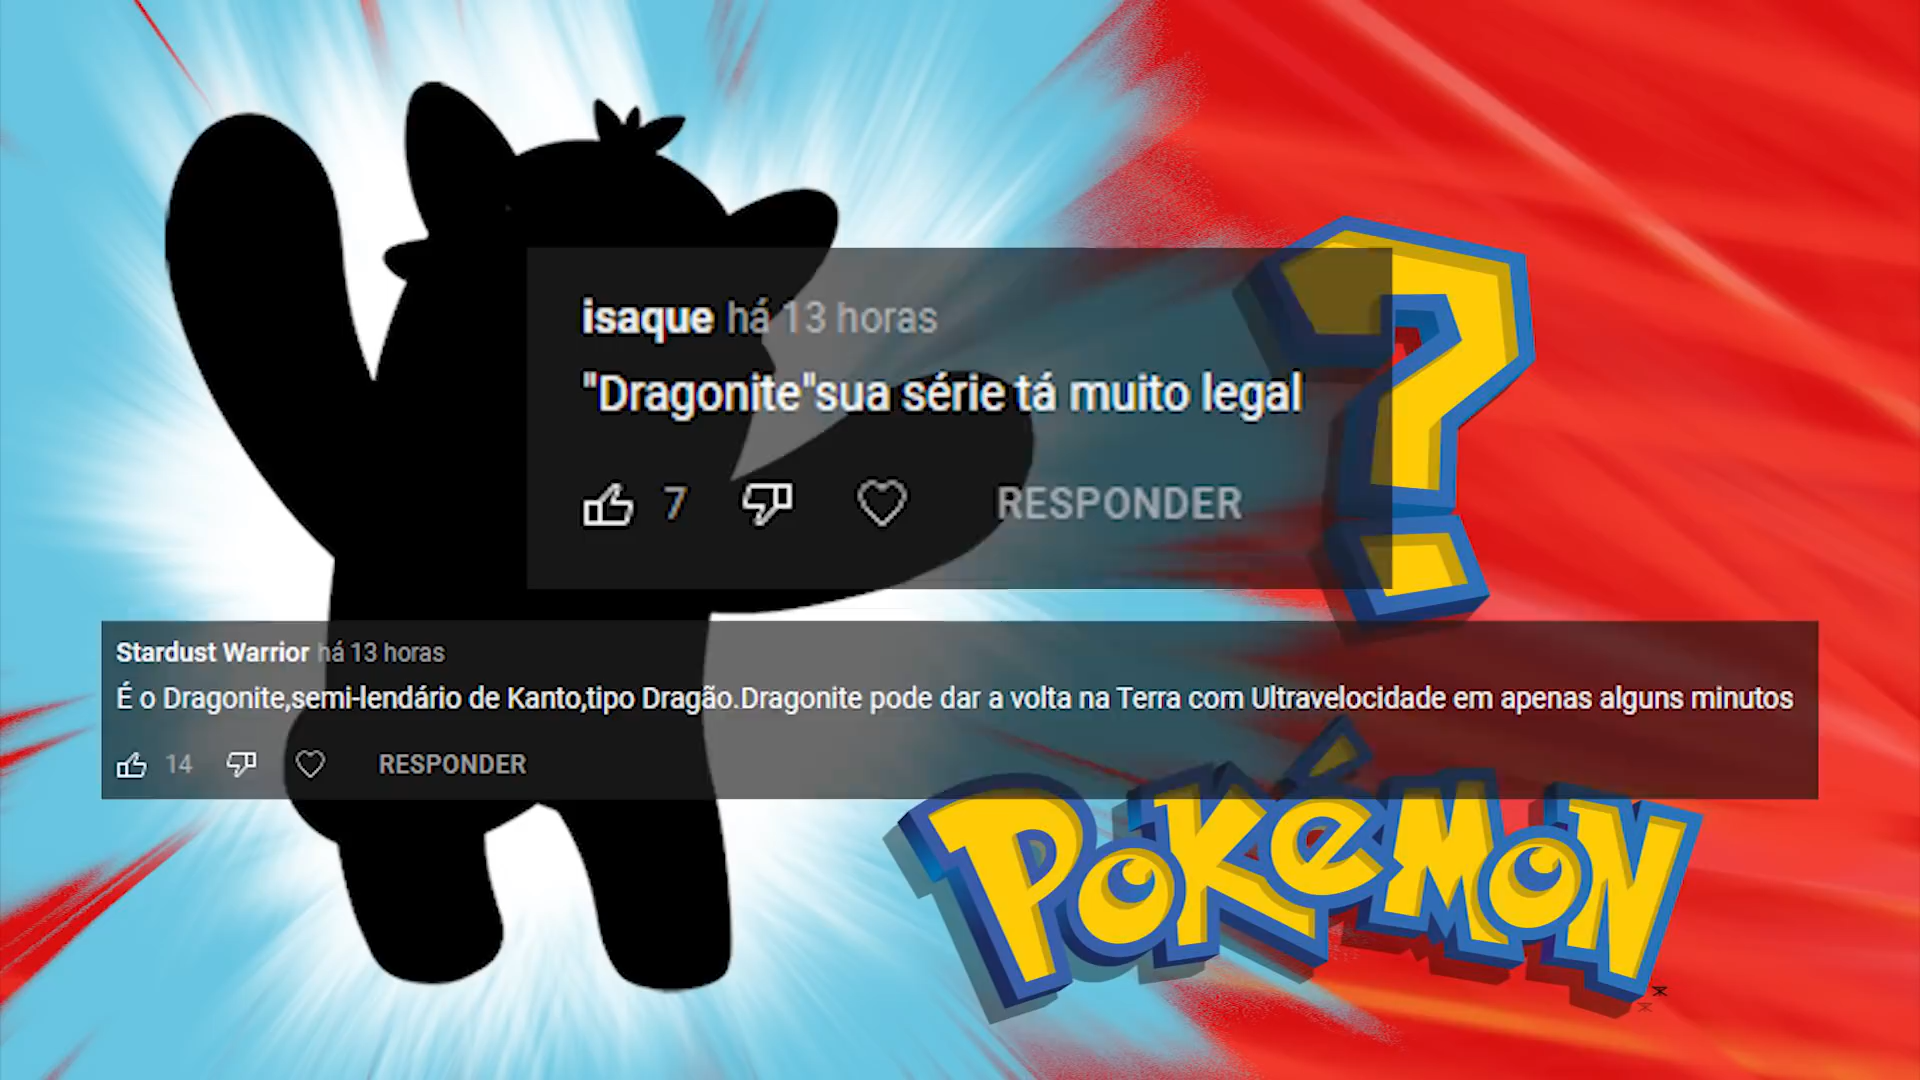 isaque há 13 horas
"Dragonite"sua série tá muito legal
7
RESPONDER
?
Stardust Warrior há 13 horas
É o Dragonite,semi-lendário de Kanto,tipo Dragão.Dragonite pode dar a volta na Terra com Ultravelocidade em apenas alguns minutos
14
RESPONDER
POKéMON